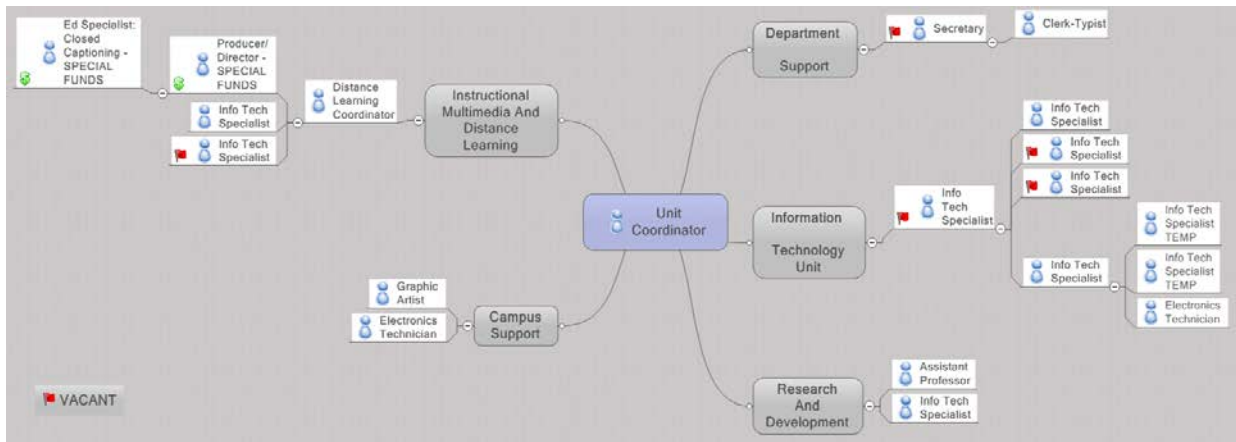 Ed Specialist:
Closed
Captioning -
SPECIAL
FUNDS
Producer/
Director -
SPECIAL
FUNDS
Info Tech
Specialist
Info Tech
Specialist
Distance
Learning
Coordinator
Instructional
Multimedia And
Distance
Learning
Graphic
Artist
Electronics
Technician
Campus
Support
Unit
Coordinator
Department
Support
Secretary
Clerk-Typist
Information
Technology
Unit
Info
Tech
Specialist
Info Tech
Specialist
Info Tech
Specialist
Info Tech
Specialist
Info Tech
Specialist
Info Tech
Specialist
TEMP
Info Tech
Specialist
TEMP
Electronics
Technician
Research
And
Development
Assistant
Professor
Info Tech
Specialist
VACANT